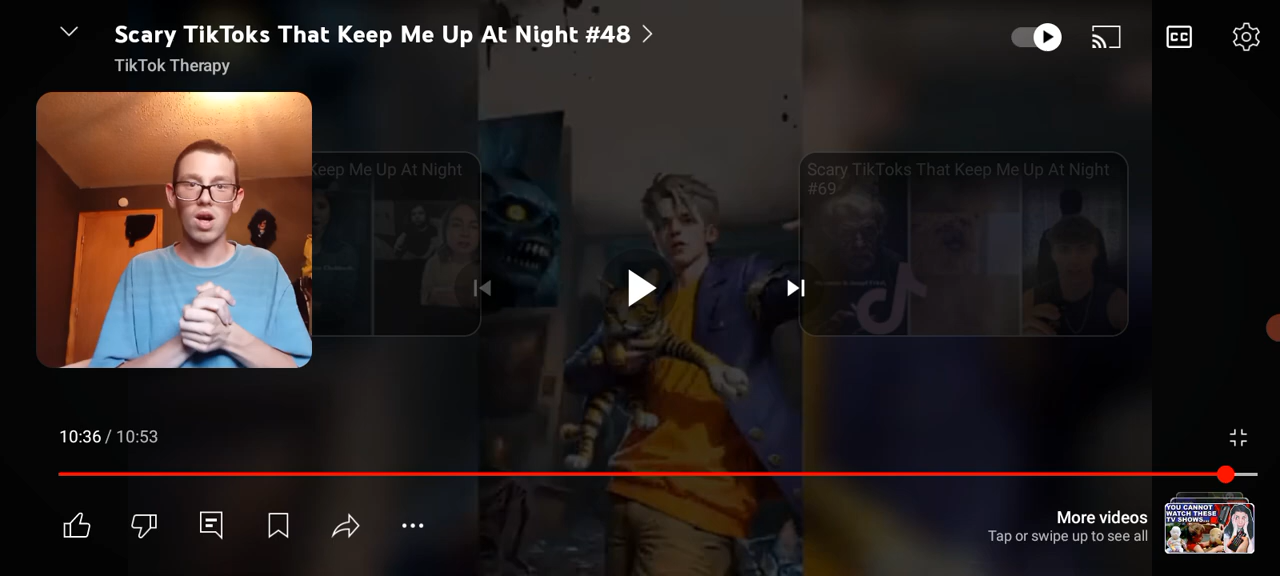 Scary TikToks That Keep Me Up At Night #48
TikTok Therapy
CC
Keep Me Up At Night
Scary TikToks That Keep Me Up At Night
#69
10:36 / 10:53
More videos
Tap or swipe up to see all
YOU CANNOT
WATCH THESE
TV SHOWS...